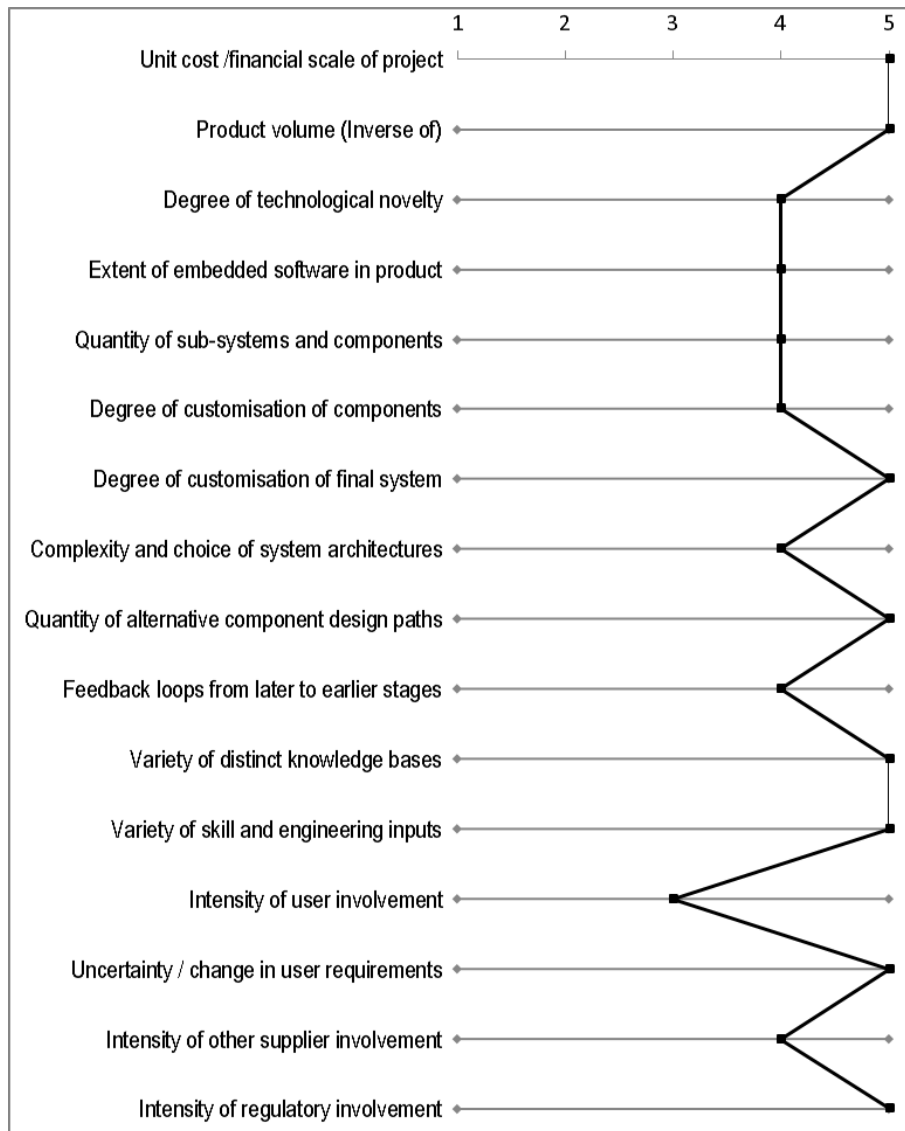 1 2 3 4 5
Unit cost /financial scale of project
Product volume (Inverse of)
Degree of technological novelty
Extent of embedded software in product
Quantity of sub-systems and components
Degree of customisation of components
Degree of customisation of final system
Complexity and choice of system architectures
Quantity of alternative component design paths
Feedback loops from later to earlier stages
Variety of distinct knowledge bases
Variety of skill and engineering inputs
Intensity of user involvement
Uncertainty / change in user requirements
Intensity of other supplier involvement
Intensity of regulatory involvement